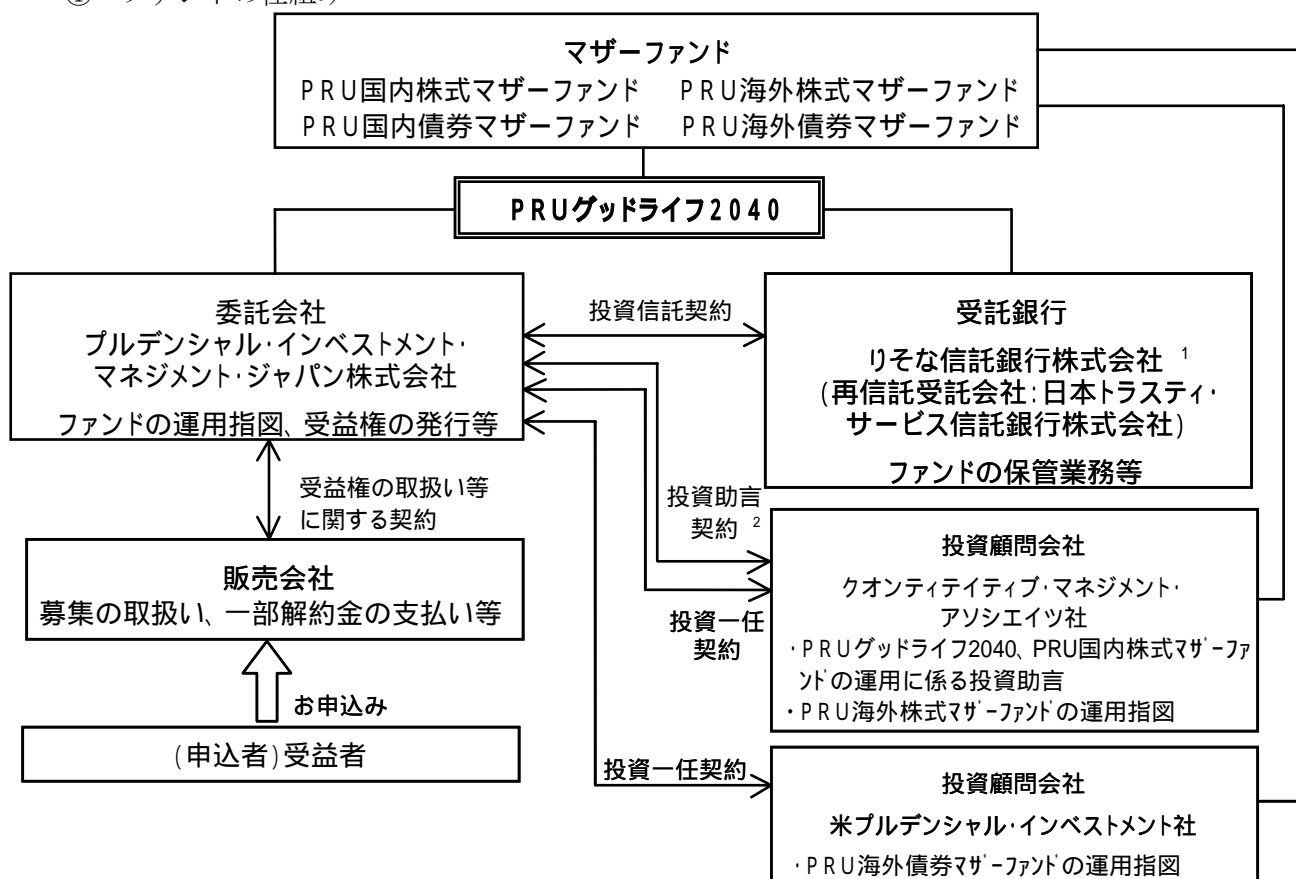 ① ファンドの仕組み
マザーファンド
PRU国内株式マザーファンド　PRU海外株式マザーファンド
PRU国内債券マザーファンド　PRU海外債券マザーファンド
PRUグッドライフ2040
委託会社
プルデンシャル・インベストメント・
マネジメント・ジャパン株式会社
ファンドの運用指図、受益権の発行等
投資信託契約
受託銀行
りそな信託銀行株式会社 1
(再信託受託会社:日本トラスティ・
サービス信託銀行株式会社)
ファンドの保管業務等
受益権の取扱い等
に関する契約
投資助言
契約 2
投資一任
契約
販売会社
募集の取扱い、一部解約金の支払い等
お申込み
(申込者)受益者
投資顧問会社
クオンティテイティブ・マネジメント・
アソシエイツ社
・PRUグッドライフ2040、PRU国内株式ﾏｻﾞｰﾌｧ
ﾝﾄﾞの運用に係る投資助言
・PRU海外株式ﾏｻﾞｰﾌｧﾝﾄﾞの運用指図
投資一任契約
投資顧問会社
米プルデンシャル・インベストメント社
・PRU海外債券ﾏｻﾞｰﾌｧﾝﾄﾞの運用指図